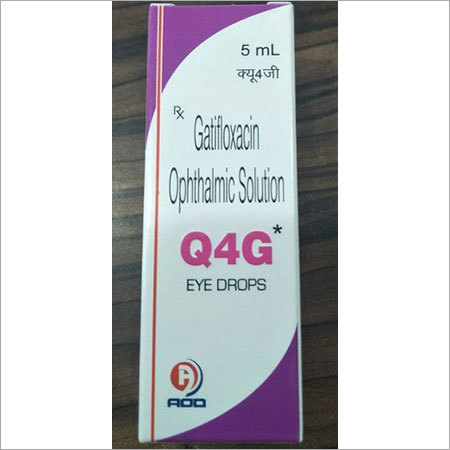 5 mL
क्यू4जी
Rx
Gatifloxacin
Ophthalmic Solution
Q4G*
EYE DROPS
AOD